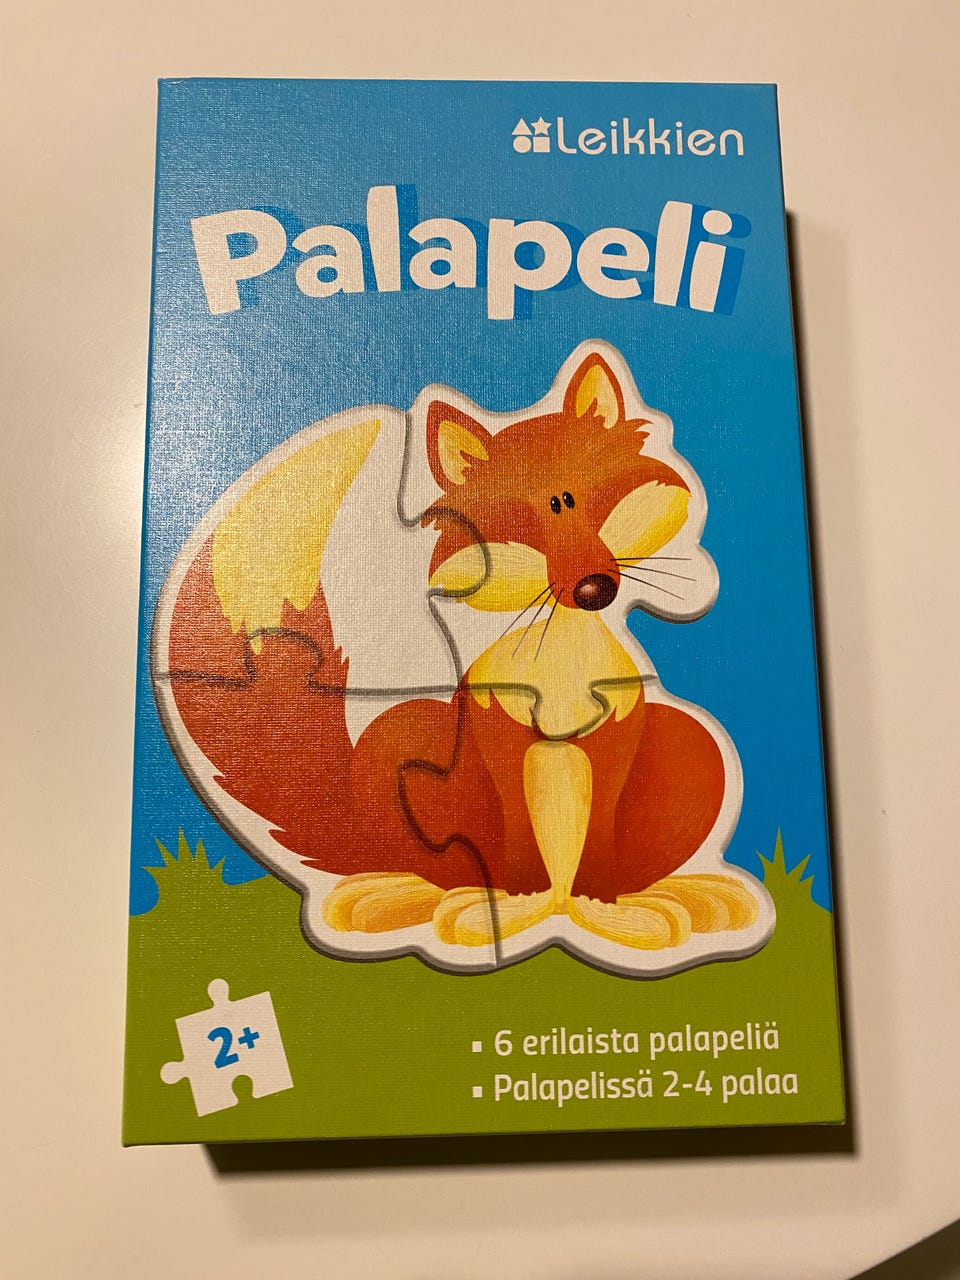 Leikkien
Palapeli
2+
▪ 6 erilaista palapeliä
▪ Palapelissä 2-4 palaa